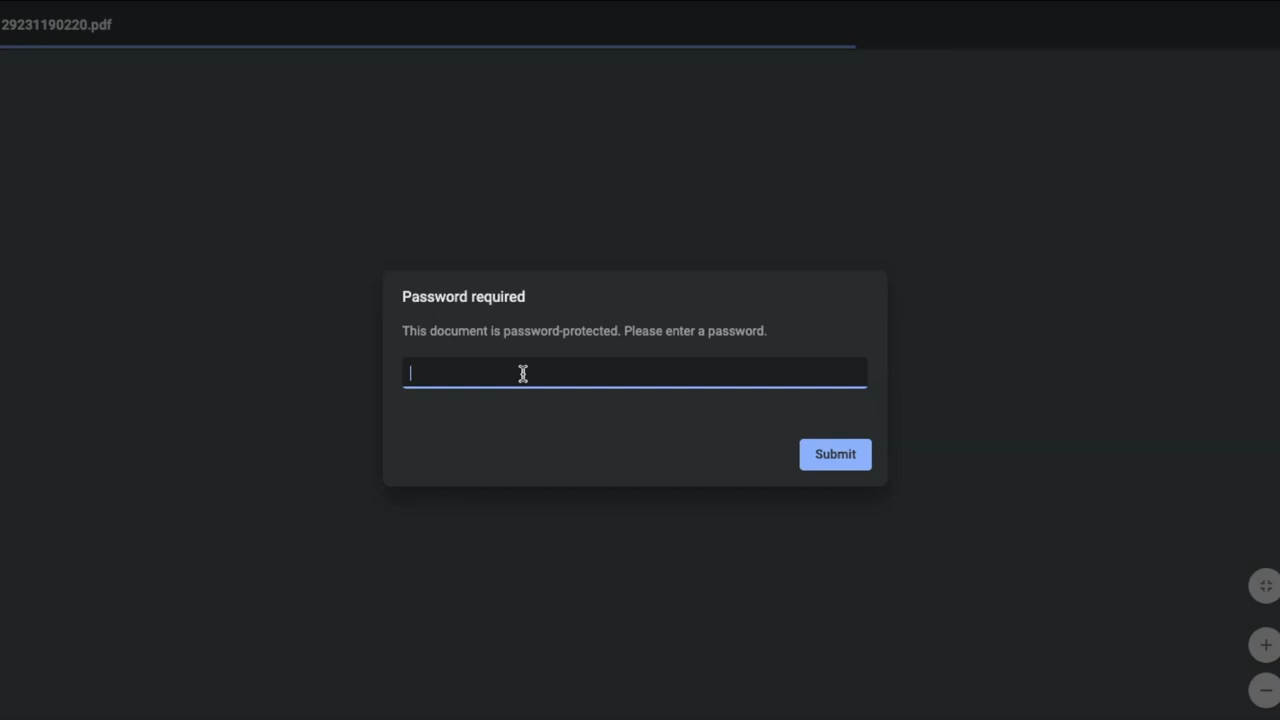 29231190220.pdf
Password required
This document is password-protected. Please enter a password.
Submit